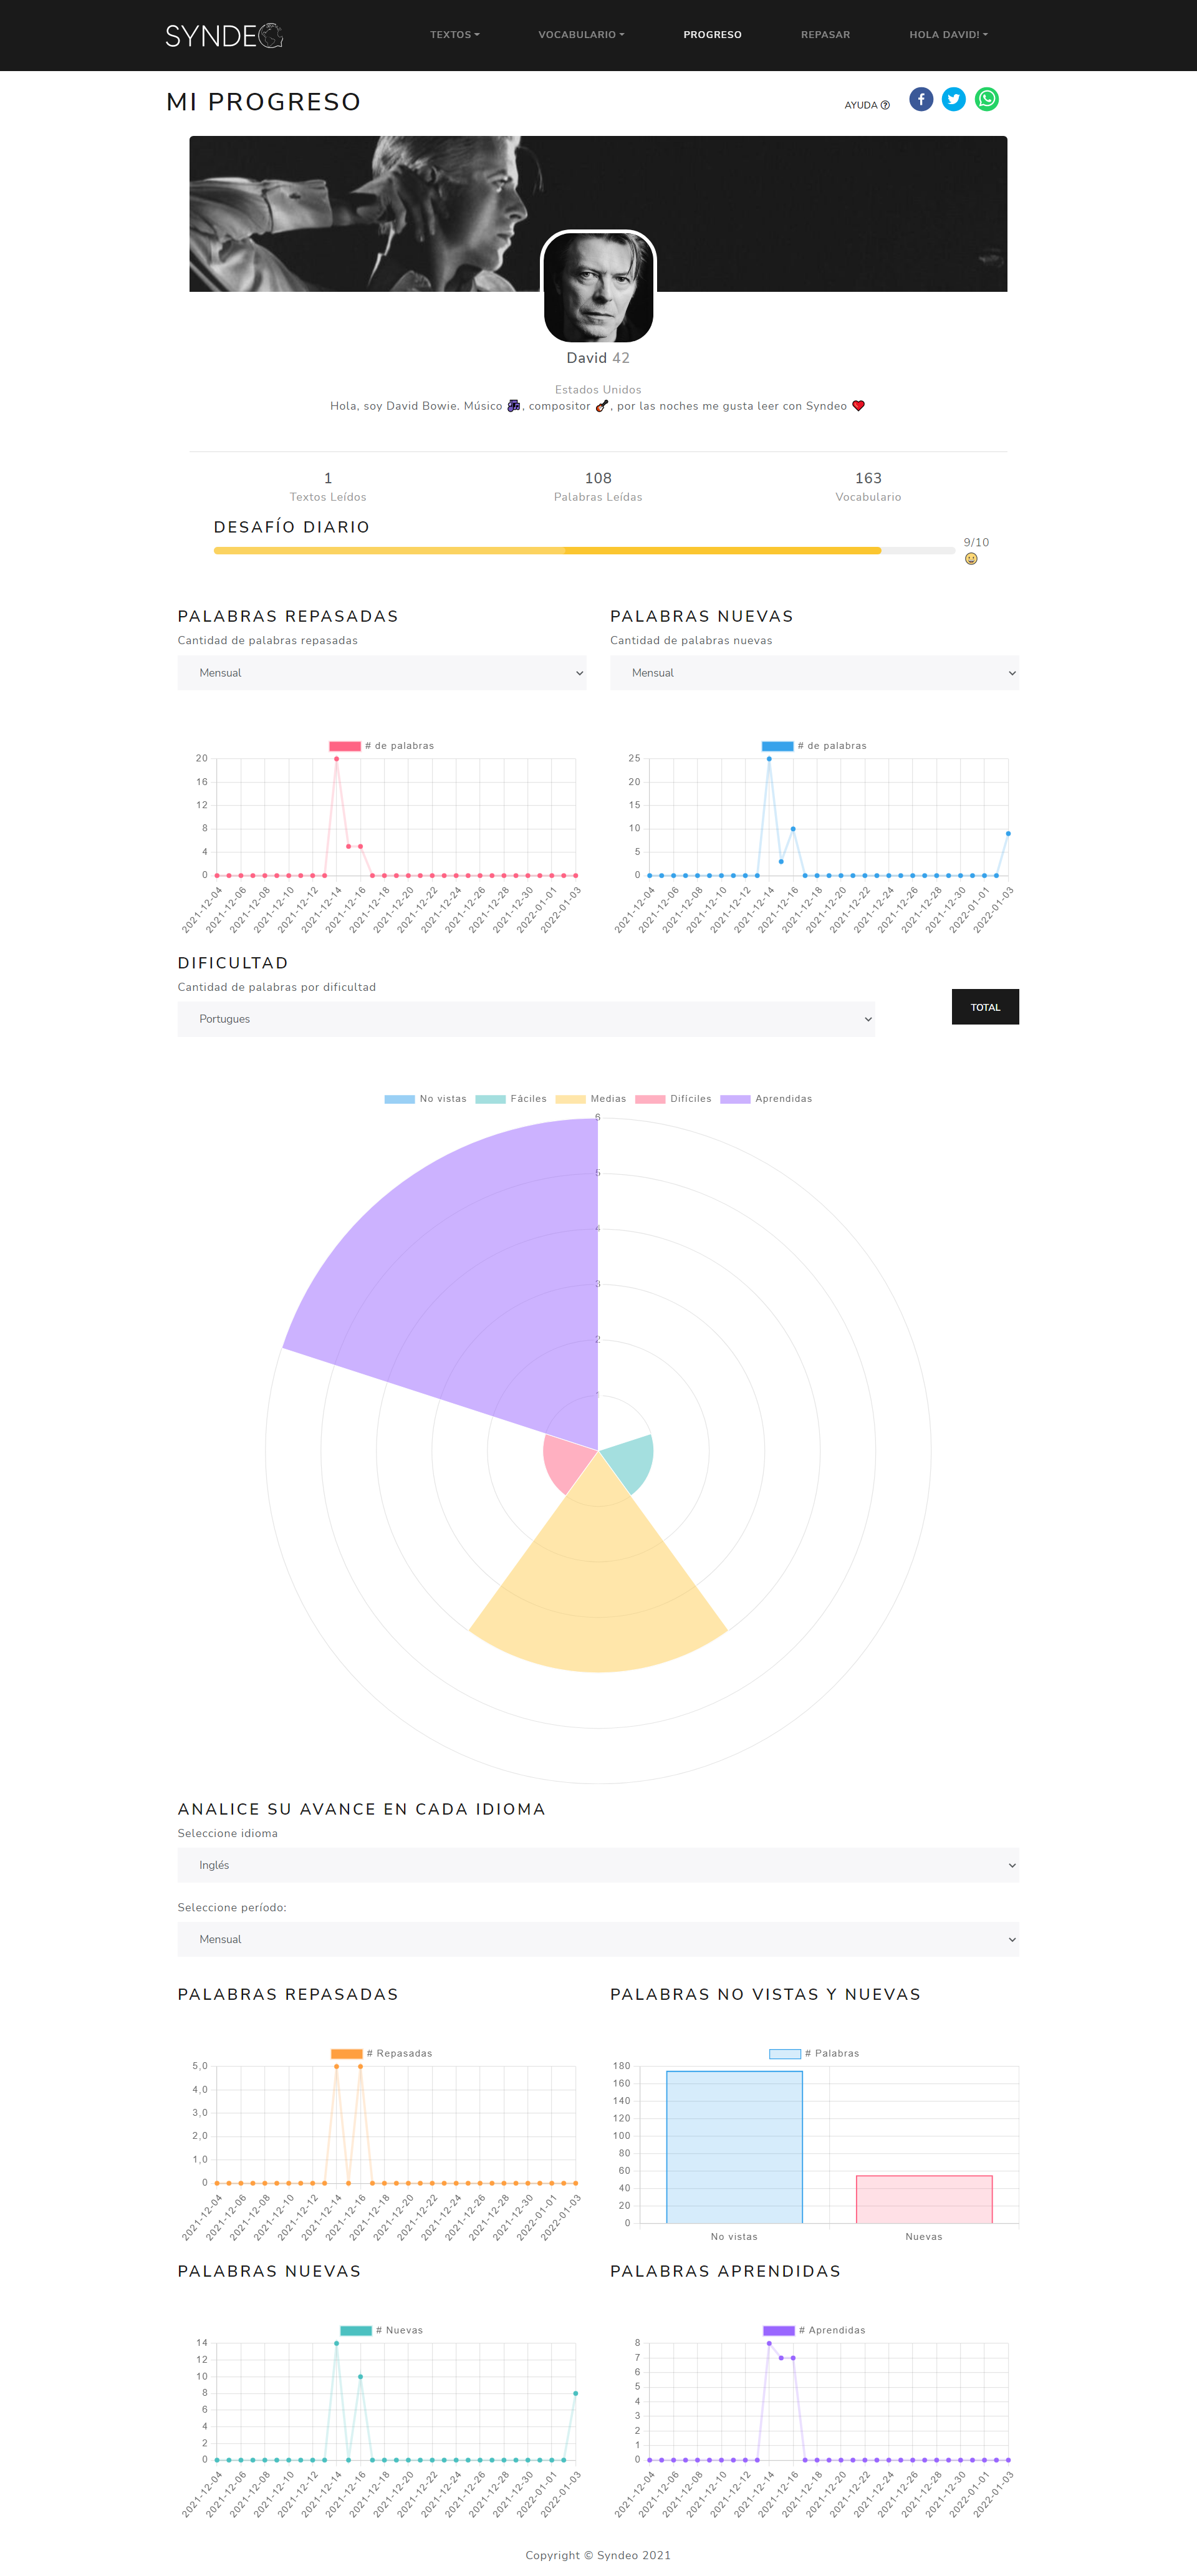 SYNDEO
TEXTOS
VOCABULARIO
PROGRESO
REPASAR
HOLA DAVID!
MI PROGRESO
AYUDA
David 42
Estados Unidos
Hola, soy David Bowie. Músico 🎶, compositor 🎸, por las noches me gusta leer con Syndeo ❤️
1
Textos Leídos
108
Palabras Leídas
163
Vocabulario
DESAFÍO DIARIO
9/10
PALABRAS REPASADAS
Cantidad de palabras repasadas
Mensual
# de palabras
20
16
12
8
4
0
2021-12-04
2021-12-06
2021-12-08
2021-12-10
2021-12-12
2021-12-14
2021-12-16
2021-12-18
2021-12-20
2021-12-22
2021-12-24
2021-12-26
2021-12-28
2021-12-30
2022-01-01
2022-01-03
PALABRAS NUEVAS
Cantidad de palabras nuevas
Mensual
# de palabras
25
20
15
10
5
0
2021-12-04
2021-12-06
2021-12-08
2021-12-10
2021-12-12
2021-12-14
2021-12-16
2021-12-18
2021-12-20
2021-12-22
2021-12-24
2021-12-26
2021-12-28
2021-12-30
2022-01-01
2022-01-03
DIFICULTAD
Cantidad de palabras por dificultad
Portugues
TOTAL
No vistas
Fáciles
Medias
Difíciles
Aprendidas
6
5
4
3
2
1
ANALICE SU AVANCE EN CADA IDIOMA
Seleccione idioma
Inglés
Seleccione período:
Mensual
PALABRAS REPASADAS
# Repasadas
5,0
4,0
3,0
2,0
1,0
0
2021-12-04
2021-12-06
2021-12-08
2021-12-10
2021-12-12
2021-12-14
2021-12-16
2021-12-18
2021-12-20
2021-12-22
2021-12-24
2021-12-26
2021-12-28
2021-12-30
2022-01-01
2022-01-03
PALABRAS NO VISTAS Y NUEVAS
# Palabras
180
160
140
120
100
80
60
40
20
0
No vistas
Nuevas
PALABRAS NUEVAS
# Nuevas
14
12
10
8
6
4
2
0
2021-12-04
2021-12-06
2021-12-08
2021-12-10
2021-12-12
2021-12-14
2021-12-16
2021-12-18
2021-12-20
2021-12-22
2021-12-24
2021-12-26
2021-12-28
2021-12-30
2022-01-01
2022-01-03
PALABRAS APRENDIDAS
# Aprendidas
8
7
6
5
4
3
2
1
0
2021-12-04
2021-12-06
2021-12-08
2021-12-10
2021-12-12
2021-12-14
2021-12-16
2021-12-18
2021-12-20
2021-12-22
2021-12-24
2021-12-26
2021-12-28
2021-12-30
2022-01-01
2022-01-03
Copyright © Syndeo 2021